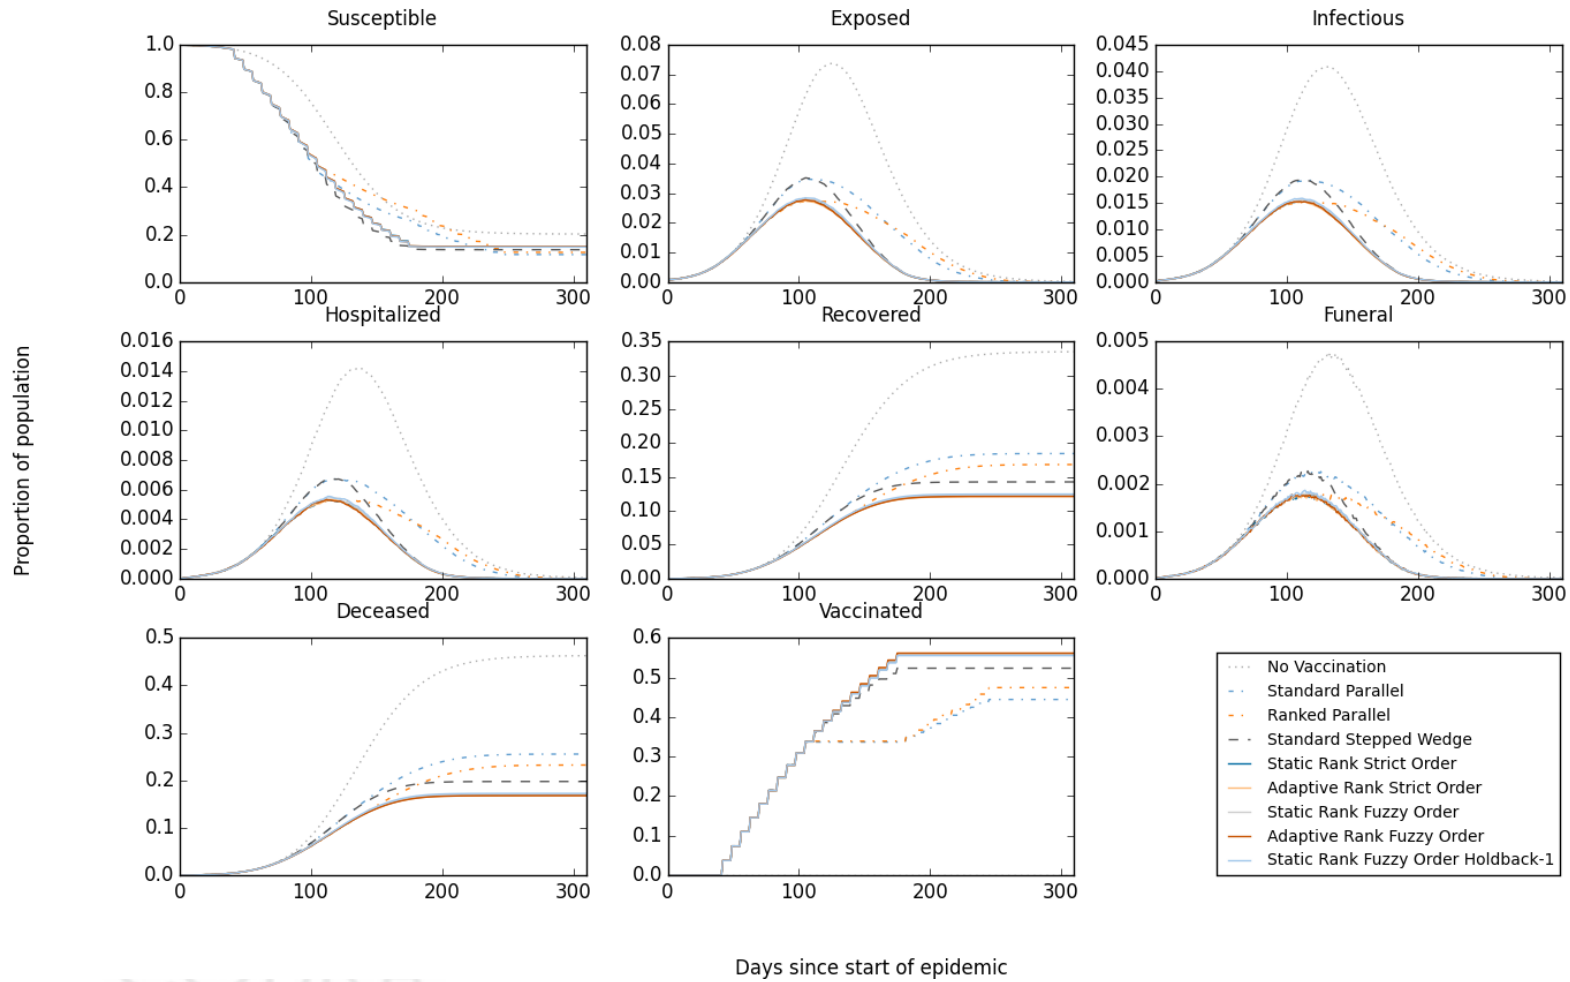 Susceptible
Exposed
Infectious
1.0
0.8
0.6
0.4
0.2
0.0
0 100 200 300
0.08
0.07
0.06
0.05
0.04
0.03
0.02
0.01
0.00
0 100 200 300
0.045
0.040
0.035
0.030
0.025
0.020
0.015
0.010
0.005
0.000
0 100 200 300
Hospitalized
Recovered
Funeral
0.016
0.014
0.012
0.010
0.008
0.006
0.004
0.002
0.000
0 100 200 300
0.35
0.30
0.25
0.20
0.15
0.10
0.05
0.00
0 100 200 300
0.005
0.004
0.003
0.002
0.001
0.000
0 100 200 300
Deceased
Vaccinated
0.5
0.4
0.3
0.2
0.1
0.0
0 100 200 300
0.6
0.5
0.4
0.3
0.2
0.1
0.0
0 100 200 300
No Vaccination
Standard Parallel
Ranked Parallel
Standard Stepped Wedge
Static Rank Strict Order
Adaptive Rank Strict Order
Static Rank Fuzzy Order
Adaptive Rank Fuzzy Order
Static Rank Fuzzy Order Holdback-1
Proportion of population
Days since start of epidemic